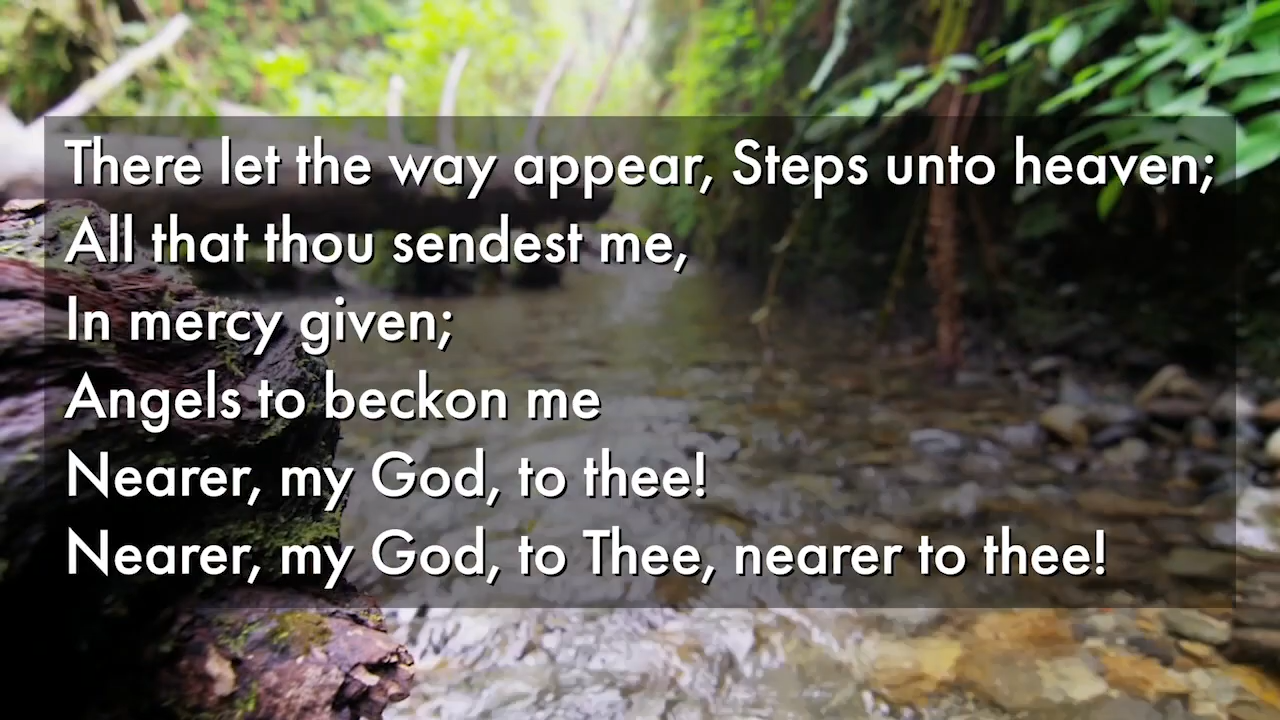 There let the way appear, Steps unto heaven;
All that thou sendest me,
In mercy given;
Angels to beckon me
Nearer, my God, to thee!
Nearer, my God, to Thee, nearer to thee!